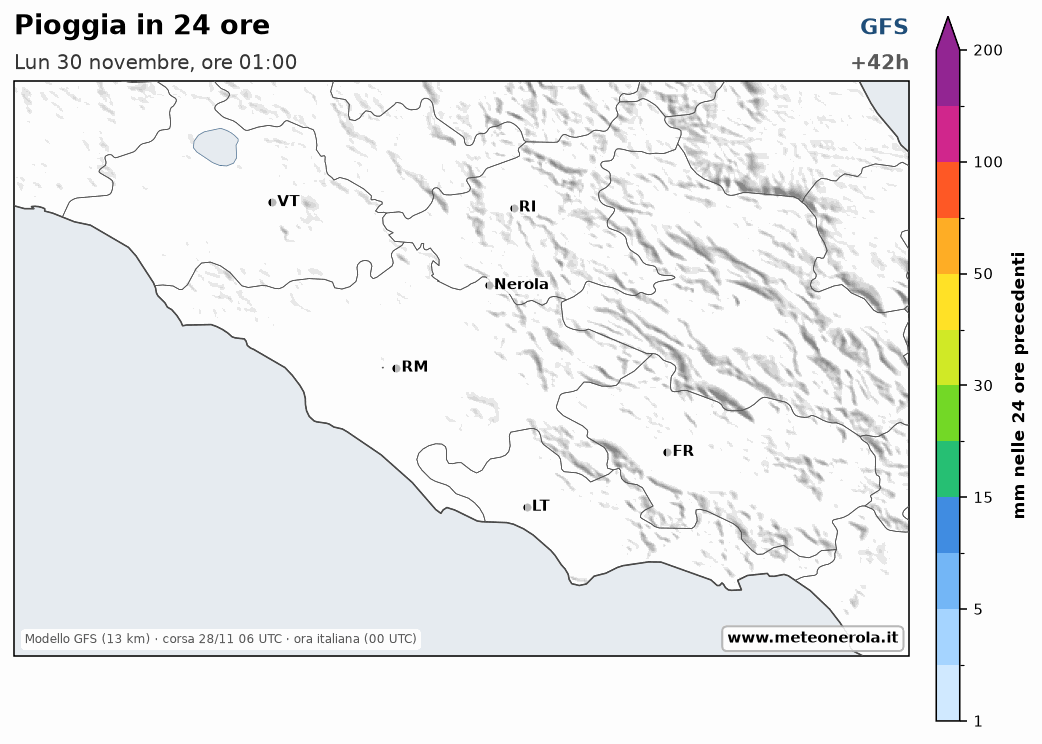 Pioggia in 24 ore
GFS
Lun 30 novembre, ore 01:00
+42h
200
100
50
30
15
5
1
mm nelle 24 ore precedenti
VT
RI
Nerola
RM
FR
LT
Modello GFS (13 km) · corsa 28/11 06 UTC · ora italiana (00 UTC)
www.meteonerola.it